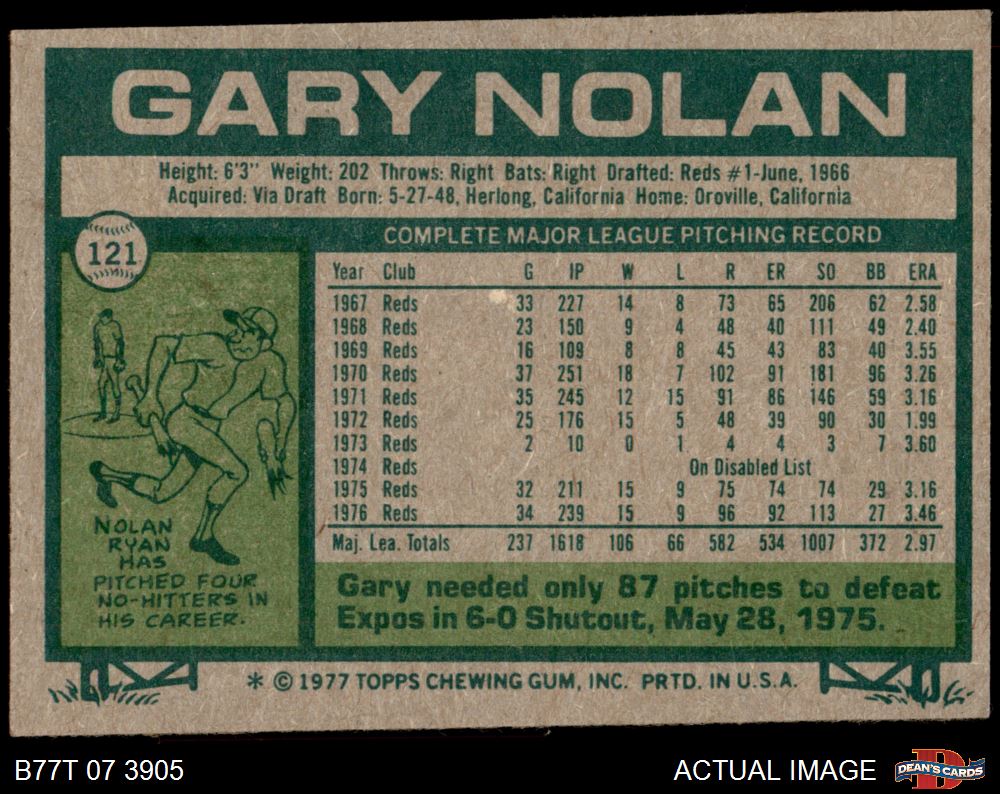 GARY NOLAN
Height: 6'3" Weight: 202 Throws: Right Bats: Right Drafted: Reds #1-June, 1966
Acquired: Via Draft Born: 5-27-48, Herlong, California Home: Oroville, California
121
COMPLETE MAJOR LEAGUE PITCHING RECORD
Year Club G IP W L R ER SO BB ERA
1967 Reds 33 227 14 8 73 65 206 62 2.58
1968 Reds 23 150 9 4 48 40 111 49 2.40
1969 Reds 16 109 8 8 45 43 83 40 3.55
1970 Reds 37 251 18 7 102 91 181 96 3.26
1971 Reds 35 245 12 15 91 86 146 59 3.16
1972 Reds 25 176 15 5 48 39 90 30 1.99
1973 Reds 2 10 0 1 4 4 3 7 3.60
1974 Reds On Disabled List
1975 Reds 32 211 15 9 75 74 74 29 3.16
1976 Reds 34 239 15 9 96 92 113 27 3.46
Maj. Lea. Totals 237 1618 106 66 582 534 1007 372 2.97
NOLAN
RYAN
HAS
PITCHED FOUR
NO-HITTERS IN
HIS CAREER.
Gary needed only 87 pitches to defeat
Expos in 6-0 Shutout, May 28, 1975.
* © 1977 TOPPS CHEWING GUM, INC. PRTD. IN U.S.A.
B77T 07 3905
ACTUAL IMAGE
DEAN'S CARDS